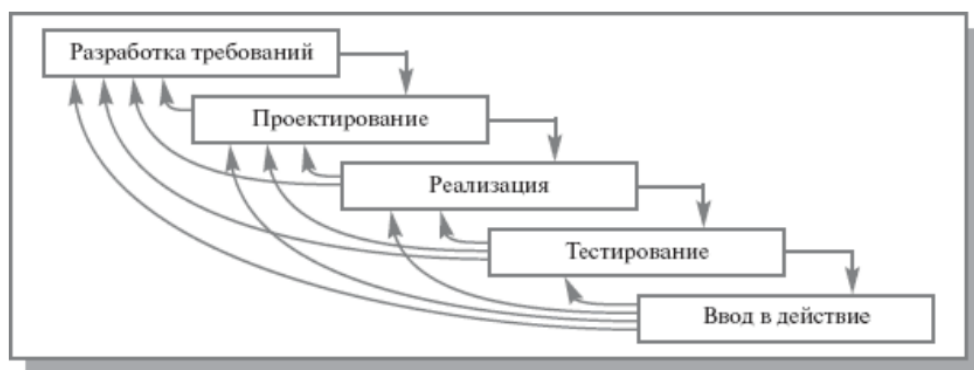 Разработка требований
Проектирование
Реализация
Тестирование
Ввод в действие